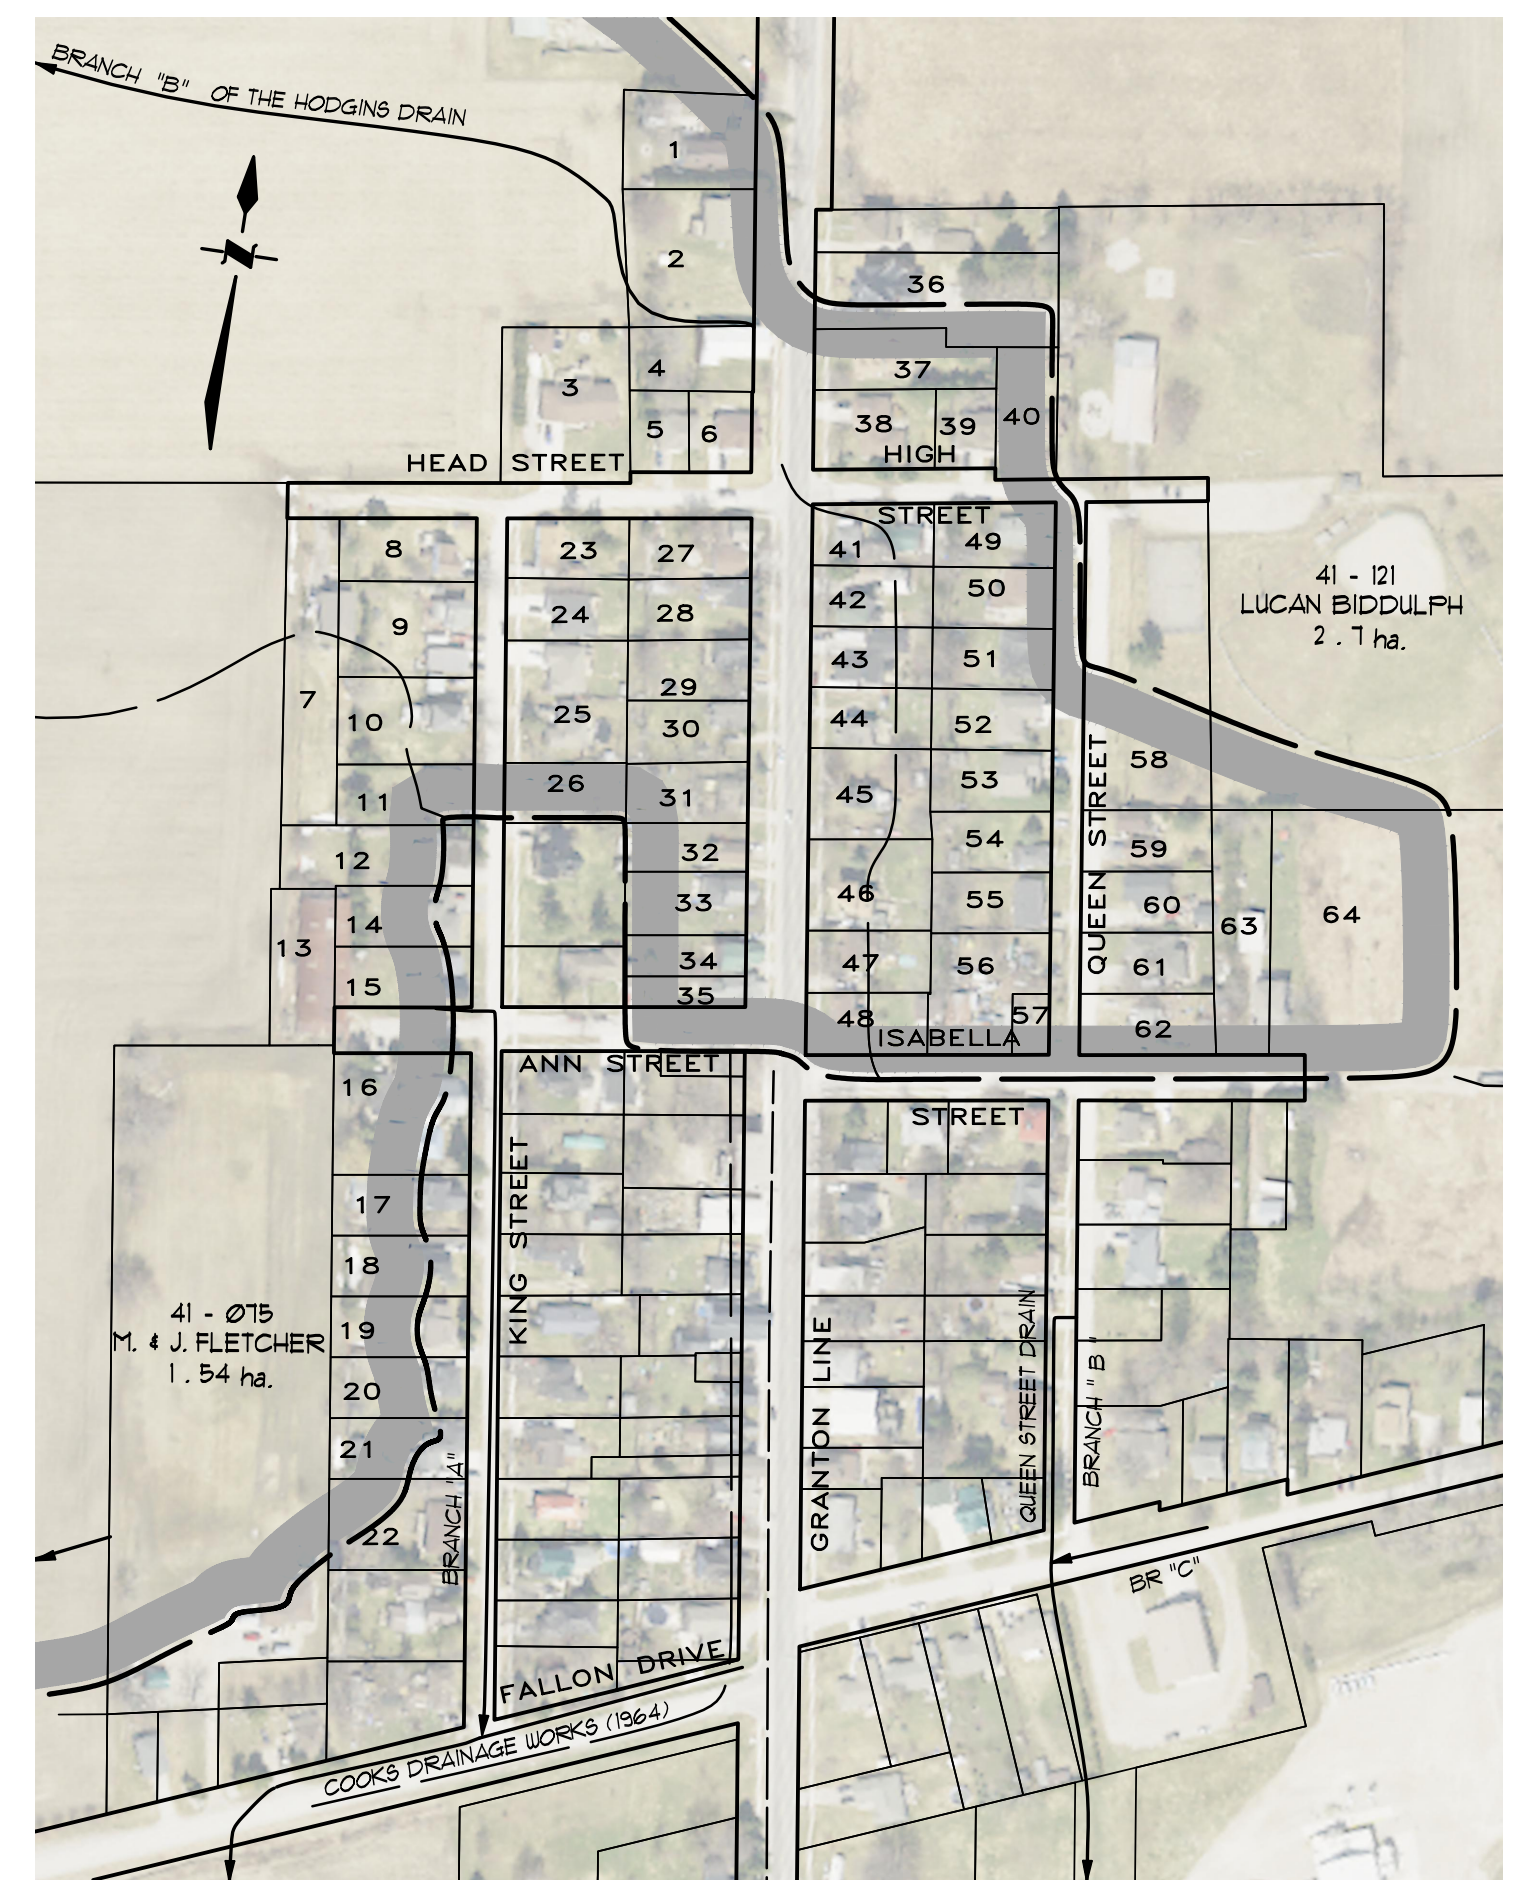 BRANCH "B" OF THE HODGINS DRAIN
1
2
36
3
4
37
5
6
38
39
40
HEAD STREET
HIGH
STREET
8
23
27
41
49
9
24
28
42
50
41 - 121
LUCAN BIDDULPH
2.7 ha.
7
10
25
29
30
43
51
44
52
11
26
31
45
53
58
QUEEN STREET
12
32
54
59
13
14
33
46
55
60
63
64
15
34
35
47
56
61
48
57
62
ISABELLA
STREET
ANN STREET
16
17
18
19
20
21
22
41 - 075
M. & J. FLETCHER
1.54 ha.
KING STREET
GRANTON LINE
QUEEN STREET DRAIN
BRANCH "B"
BRANCH "A"
BR "C"
FALLON DRIVE
COOKS DRAINAGE WORKS (1964)